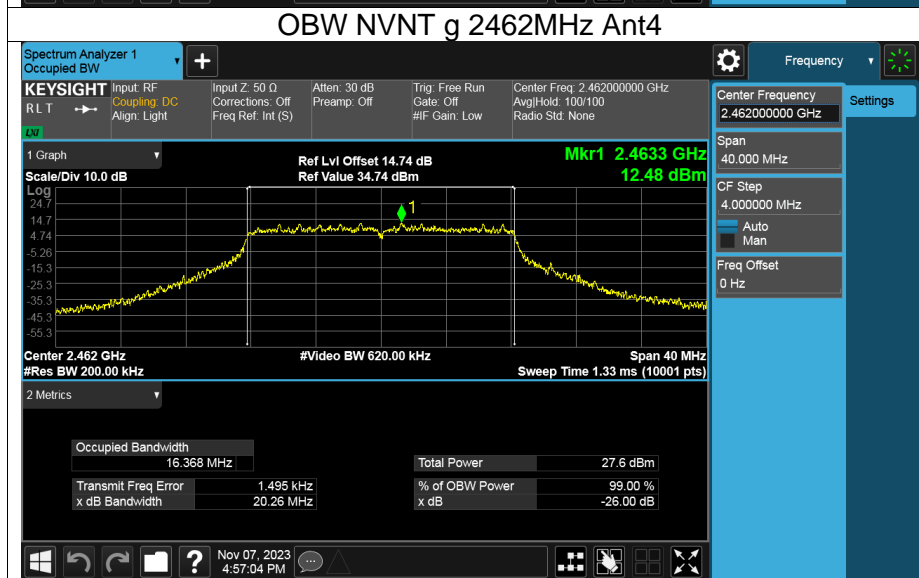 OBW NVNT g 2462MHz Ant4
Spectrum Analyzer 1
Occupied BW
Frequency
KEYSIGHT
R L T
LXI
Input: RF
Coupling: DC
Align: Light
Input Z: 50 Ω
Corrections: Off
Freq Ref: Int (S)
Atten: 30 dB
Preamp: Off
Trig: Free Run
Gate: Off
#IF Gain: Low
Center Freq: 2.462000000 GHz
Avg|Hold: 100/100
Radio Std: None
Center Frequency
2.462000000 GHz
Settings
Span
40.000 MHz
CF Step
4.000000 MHz
Auto
Man
Freq Offset
0 Hz
1 Graph
Scale/Div 10.0 dB
Ref Lvl Offset 14.74 dB
Ref Value 34.74 dBm
Mkr1 2.4633 GHz
12.48 dBm
Log
24.7
14.7
4.74
-5.26
-15.3
-25.3
-35.3
-45.3
-55.3
1
Center 2.462 GHz
#Res BW 200.00 kHz
#Video BW 620.00 kHz
Span 40 MHz
Sweep Time 1.33 ms (10001 pts)
2 Metrics
Occupied Bandwidth
16.368 MHz
Total Power 27.6 dBm
Transmit Freq Error 1.495 kHz
% of OBW Power 99.00 %
x dB Bandwidth 20.26 MHz
x dB -26.00 dB
?
Nov 07, 2023
4:57:04 PM